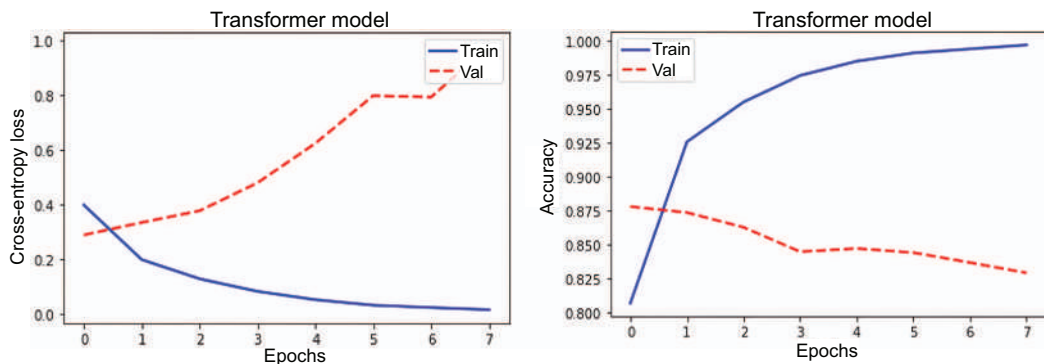 Transformer model
Cross-entropy loss
1.0
0.8
0.6
0.4
0.2
0.0
Train
Val
0 1 2 3 4 5 6 7
Epochs
Transformer model
Accuracy
1.000
0.975
0.950
0.925
0.900
0.875
0.850
0.825
0.800
Train
Val
0 1 2 3 4 5 6 7
Epochs